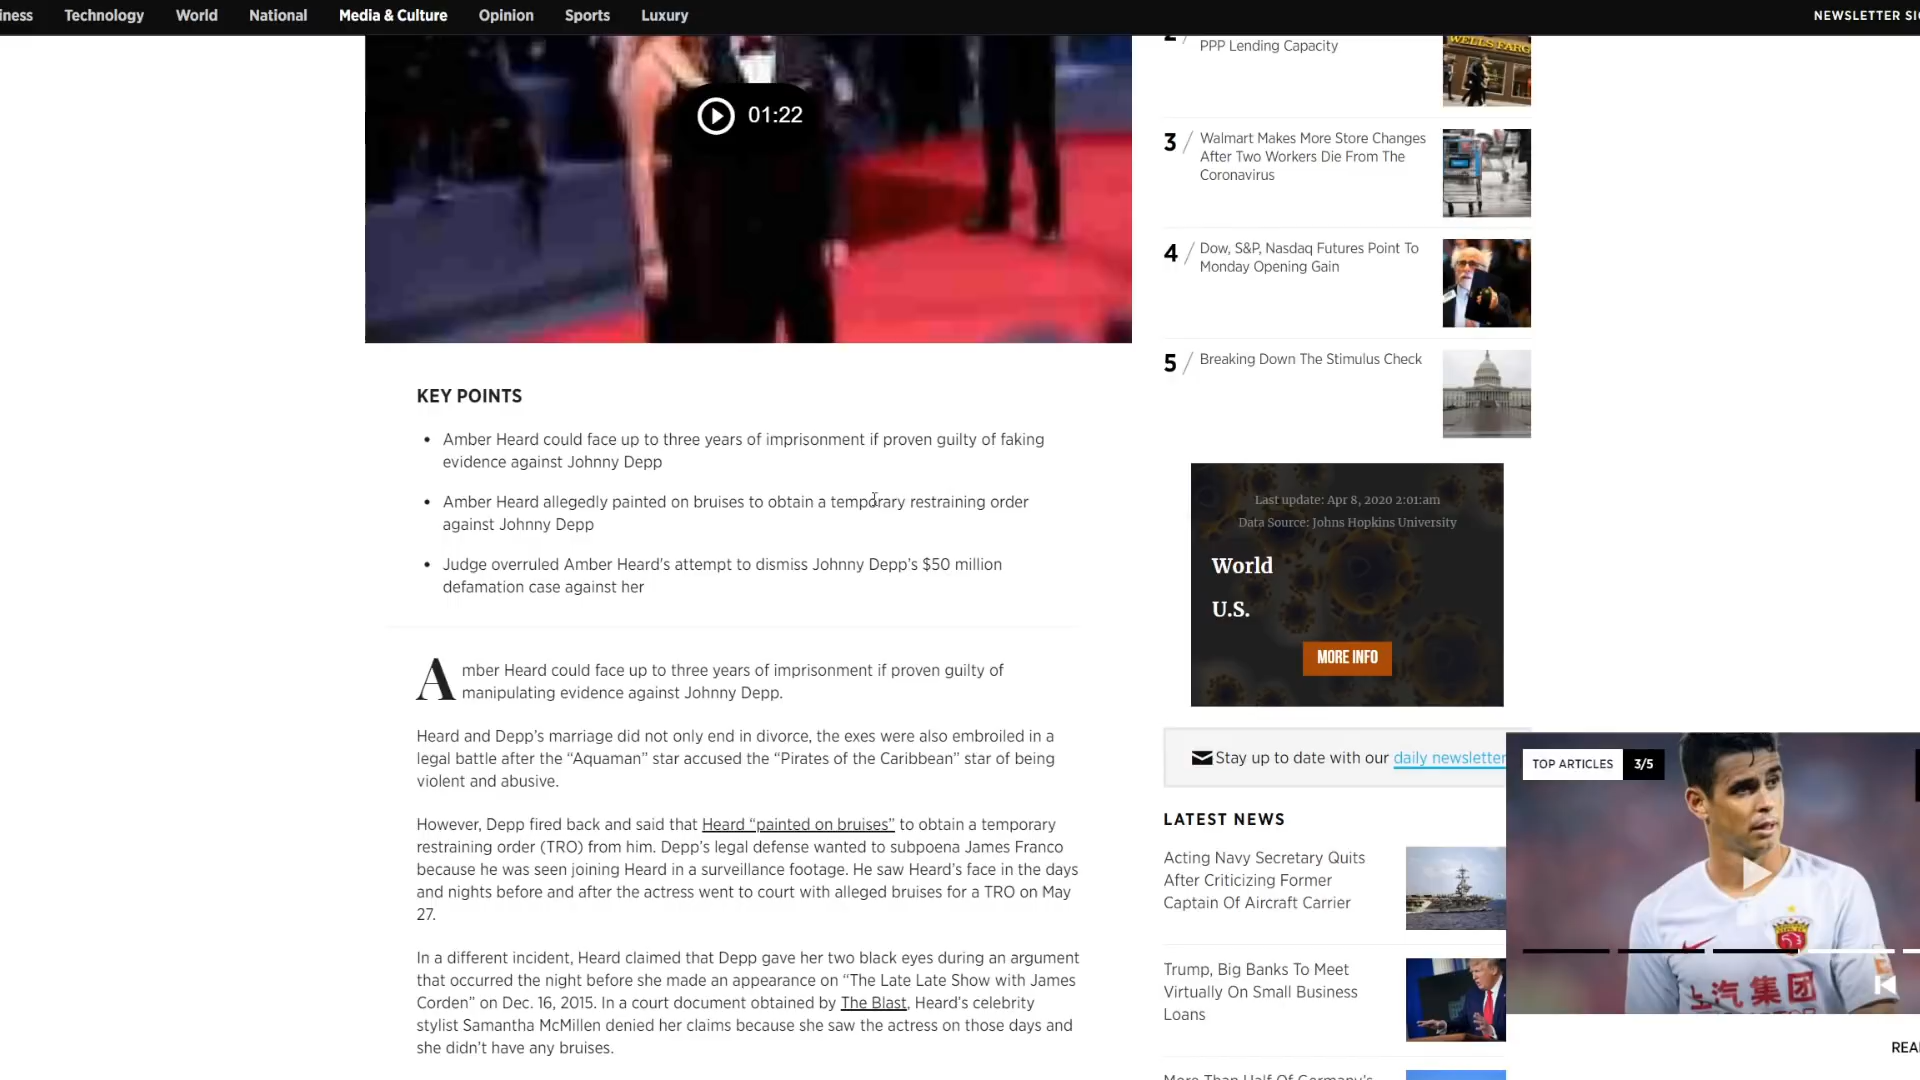 iness Technology World National Media & Culture Opinion Sports Luxury NEWSLETTER SI
01:22
KEY POINTS
• Amber Heard could face up to three years of imprisonment if proven guilty of faking
evidence against Johnny Depp
• Amber Heard allegedly painted on bruises to obtain a temporary restraining order
against Johnny Depp
• Judge overruled Amber Heard's attempt to dismiss Johnny Depp's $50 million
defamation case against her
Amber Heard could face up to three years of imprisonment if proven guilty of
manipulating evidence against Johnny Depp.
Heard and Depp's marriage did not only end in divorce, the exes were also embroiled in a
legal battle after the “Aquaman” star accused the “Pirates of the Caribbean” star of being
violent and abusive.
However, Depp fired back and said that Heard “painted on bruises” to obtain a temporary
restraining order (TRO) from him. Depp's legal defense wanted to subpoena James Franco
because he was seen joining Heard in a surveillance footage. He saw Heard's face in the days
and nights before and after the actress went to court with alleged bruises for a TRO on May
27.
In a different incident, Heard claimed that Depp gave her two black eyes during an argument
that occurred the night before she made an appearance on “The Late Late Show with James
Corden” on Dec. 16, 2015. In a court document obtained by The Blast, Heard's celebrity
stylist Samantha McMillen denied her claims because she saw the actress on those days and
she didn't have any bruises.
2 /
PPP Lending Capacity
WELLS FARG
3 / Walmart Makes More Store Changes
After Two Workers Die From The
Coronavirus
4 / Dow, S&P, Nasdaq Futures Point To
Monday Opening Gain
5 / Breaking Down The Stimulus Check
Last update: Apr 8, 2020 2:01:am
Data Source: Johns Hopkins University
World
U.S.
MORE INFO
Stay up to date with our daily newsletter
LATEST NEWS
Acting Navy Secretary Quits
After Criticizing Former
Captain Of Aircraft Carrier
Trump, Big Banks To Meet
Virtually On Small Business
Loans
More Than Half Of Germany's
TOP ARTICLES 3/5
上汽集团
REA